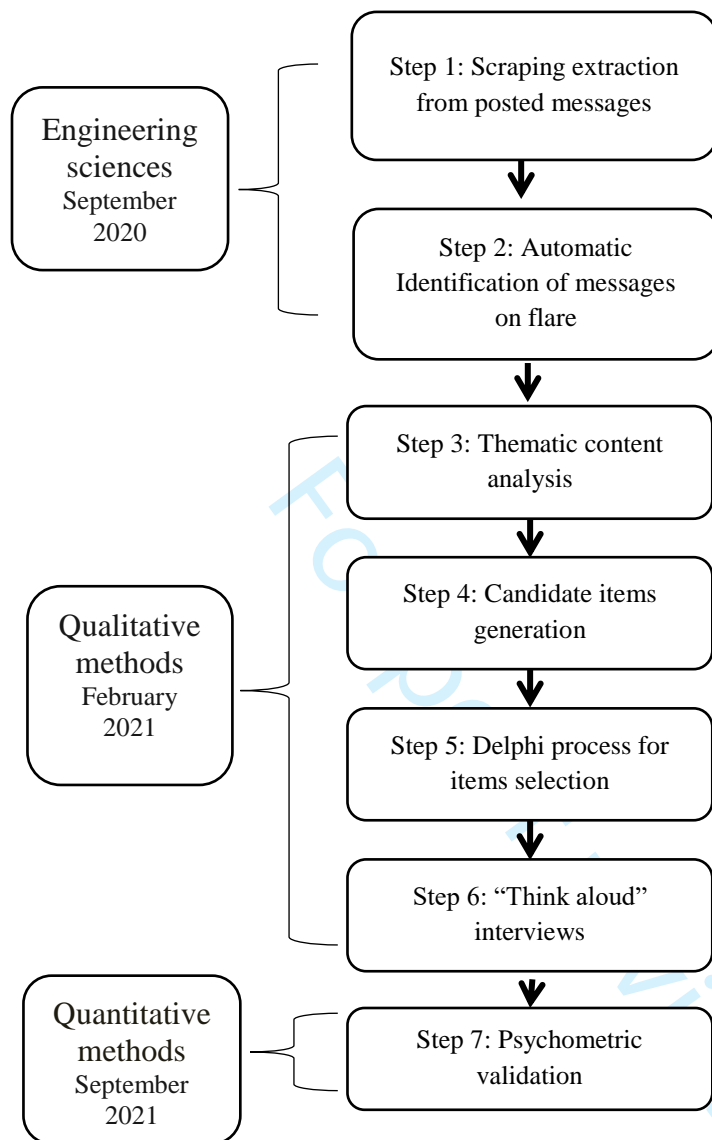 Step 1: Scraping extraction
from posted messages
Engineering
sciences
September
2020
Step 2: Automatic
Identification of messages
on flare
Step 3: Thematic content
analysis
Step 4: Candidate items
generation
Qualitative
methods
February
2021
Step 5: Delphi process for
items selection
Step 6: “Think aloud”
interviews
Quantitative
methods
September
2021
Step 7: Psychometric
validation